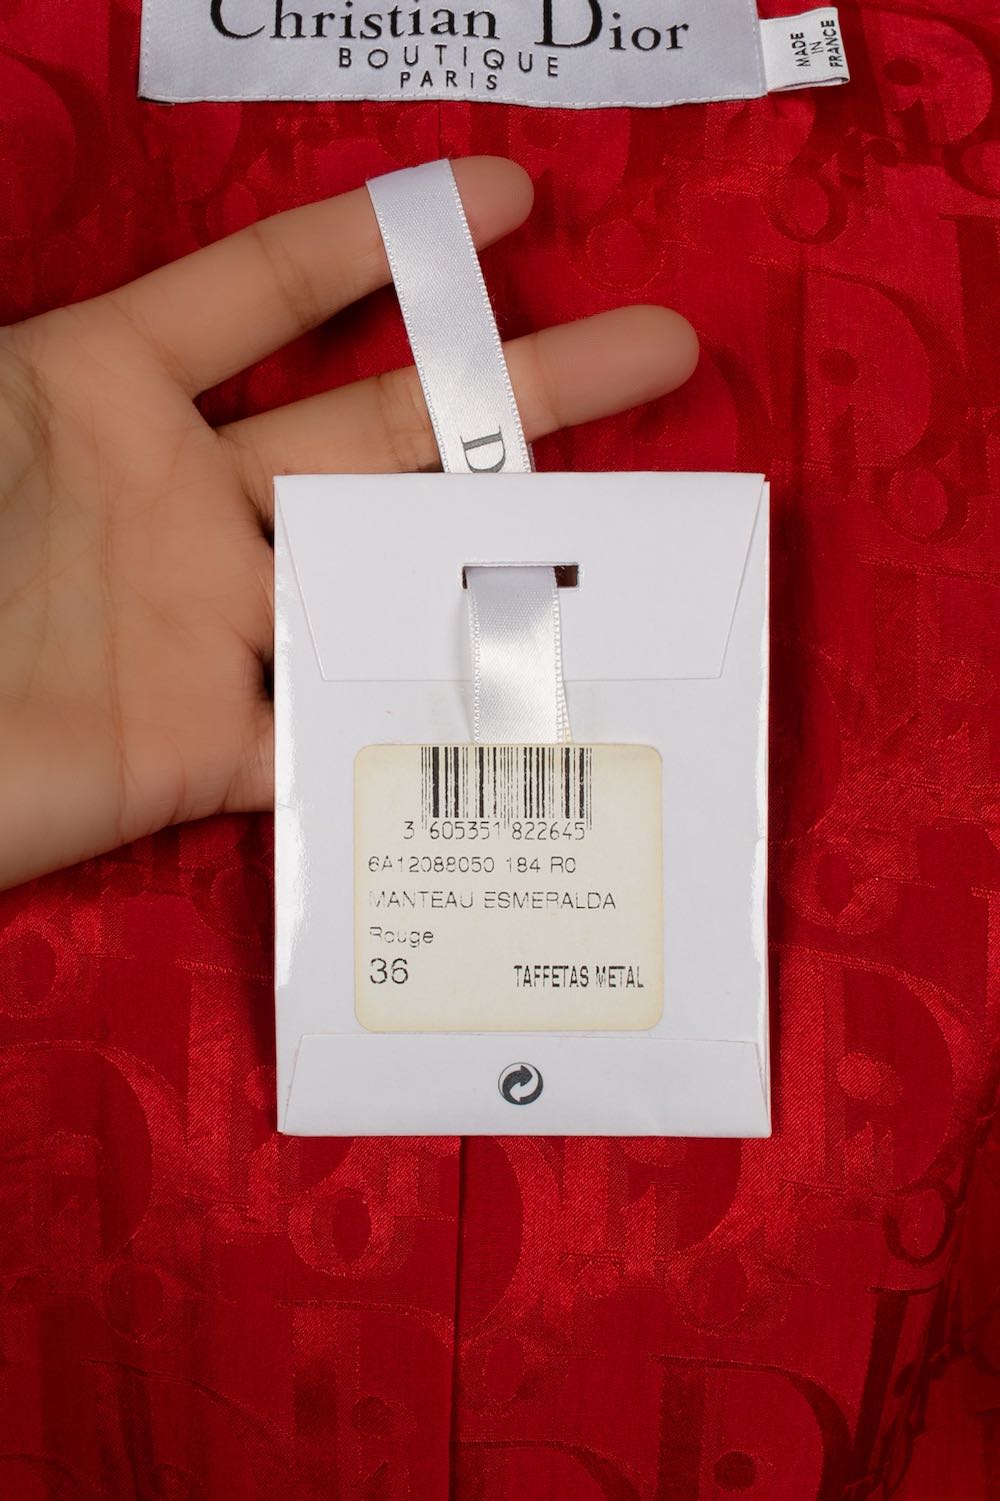 Christian Dior
BOUTIQUE
PARIS
MADE
IN
FRANCE
D
3 605351 822645
6A12088050 184 R0
MANTEAU ESMERALDA
Rouge
36 TAFFETAS METAL